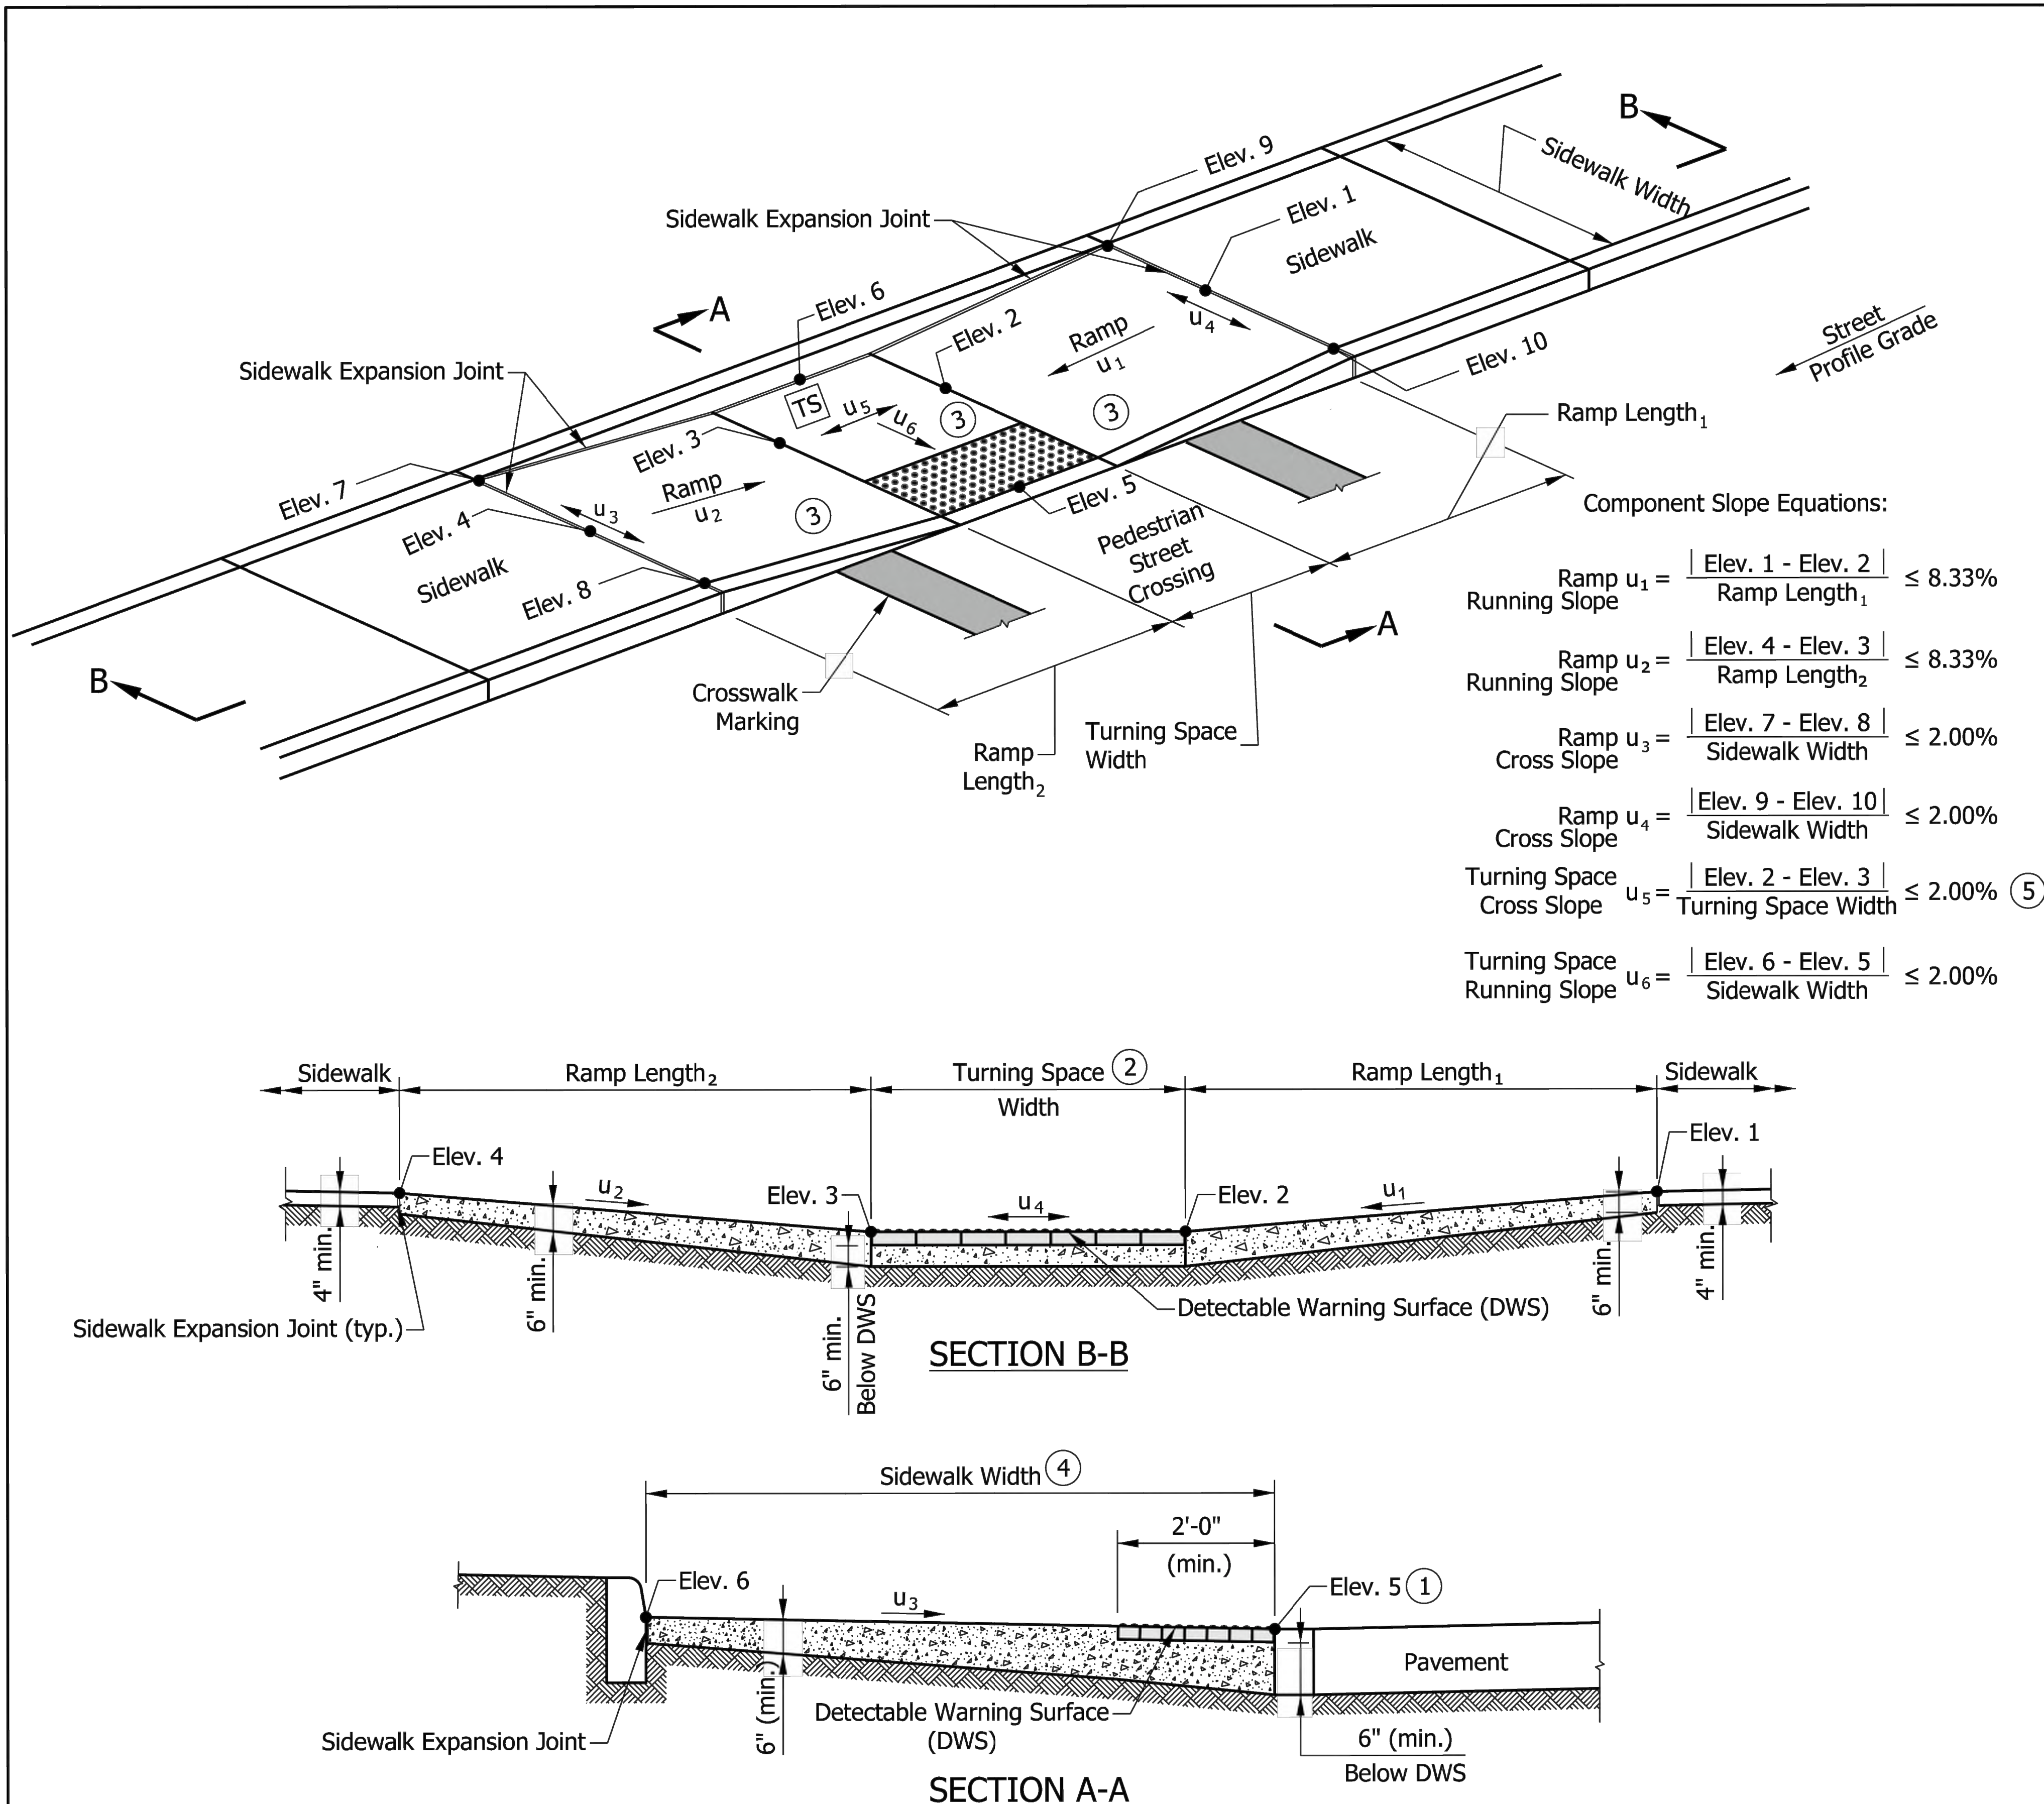 B
Elev. 9
Sidewalk Width
Elev. 1
Sidewalk Expansion Joint
Sidewalk
Elev. 6
A
u4
Elev. 2
Ramp
u1
Elev. 10
Street
Profile Grade
Sidewalk Expansion Joint
TS
u5
u6
3
3
Ramp Length1
Elev. 3
Elev. 7
Ramp
u2
3
Elev. 5
u3
Elev. 4
Sidewalk
Elev. 8
Pedestrian
Street
Crossing
A
B
Crosswalk
Marking
Ramp
Length2
Turning Space
Width
Component Slope Equations:
Ramp u1 = | Elev. 1 - Elev. 2 | ≤ 8.33%
Running Slope Ramp Length1
Ramp u2 = | Elev. 4 - Elev. 3 | ≤ 8.33%
Running Slope Ramp Length2
Ramp u3 = | Elev. 7 - Elev. 8 | ≤ 2.00%
Cross Slope Sidewalk Width
Ramp u4 = |Elev. 9 - Elev. 10| ≤ 2.00%
Cross Slope Sidewalk Width
Turning Space u5 = | Elev. 2 - Elev. 3 | ≤ 2.00% 5
Cross Slope Turning Space Width
Turning Space u6 = | Elev. 6 - Elev. 5 | ≤ 2.00%
Running Slope Sidewalk Width
Sidewalk
Ramp Length2
Turning Space 2
Width
Ramp Length1
Sidewalk
Elev. 4
Elev. 1
u2
Elev. 3
u4
Elev. 2
u1
4" min.
6" min.
6" min.
Below DWS
6" min.
4" min.
Sidewalk Expansion Joint (typ.)
Detectable Warning Surface (DWS)
SECTION B-B
Sidewalk Width 4
2'-0"
(min.)
Elev. 6
u3
Elev. 5 1
Pavement
6" (min.)
Detectable Warning Surface
(DWS)
Sidewalk Expansion Joint
6" (min.)
Below DWS
SECTION A-A